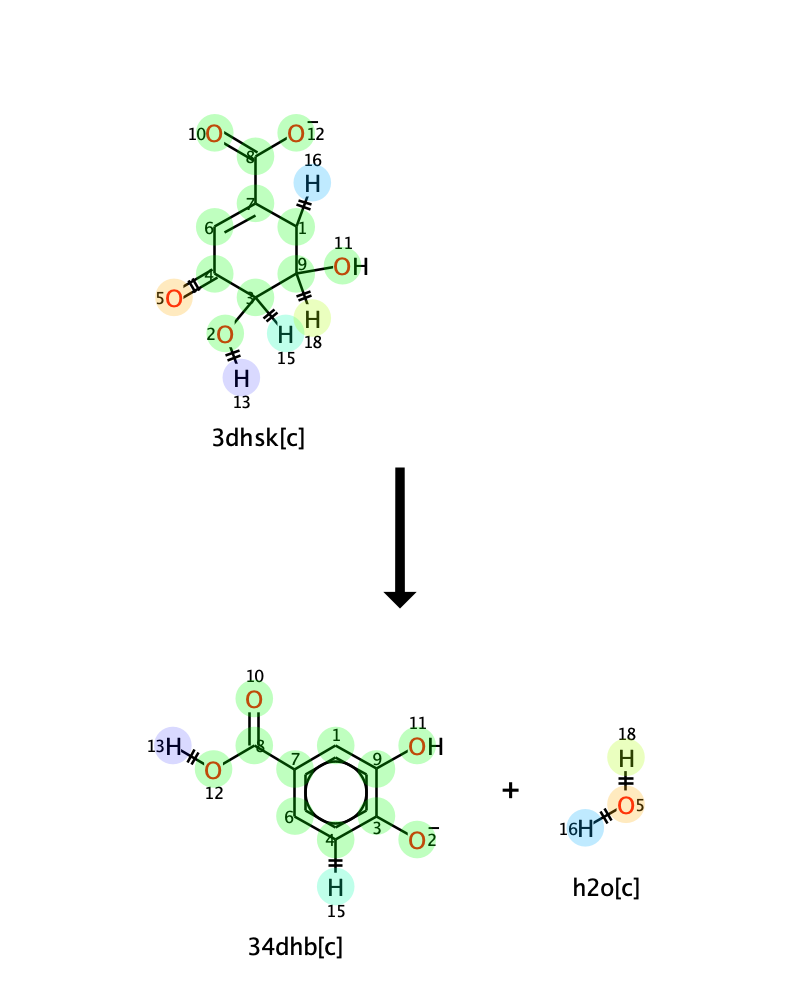 10 O O− 12
8
16
H
7
6 1
11
9 OH
4
3
5 O
2 O H H
15 18
H
13
3dhsk[c]
10
O
11
18
13 H 8 1 9 OH H
7
O
12
+
O 5
6 3
16 H
4 O− 2
H
15
h2o[c]
34dhb[c]